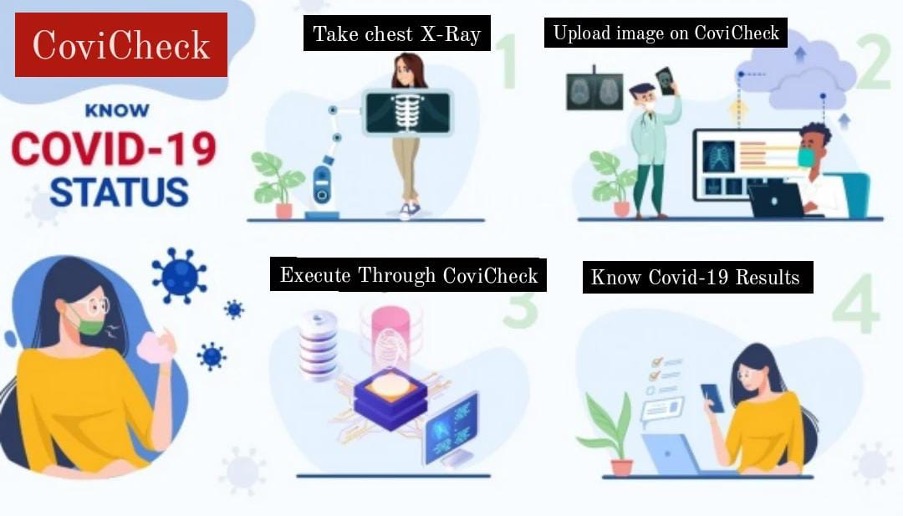 CoviCheck
KNOW
COVID-19
STATUS
Take chest X-Ray
1
Upload image on CoviCheck
2
Execute Through CoviCheck
3
Know Covid-19 Results
4